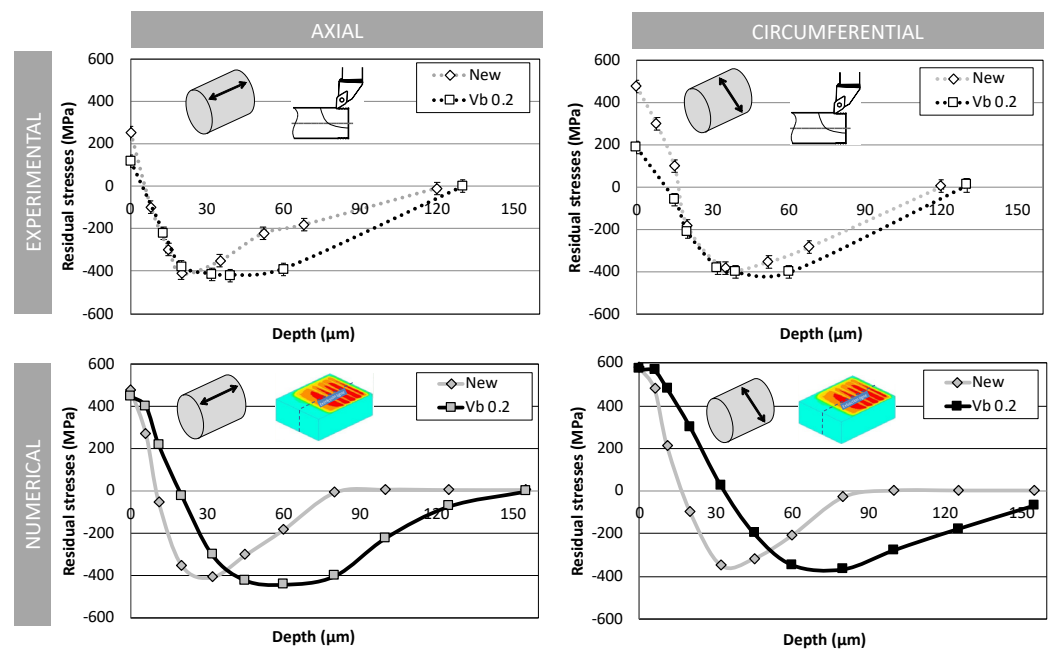 AXIAL
CIRCUMFERENTIAL
EXPERIMENTAL
Residual stresses (MPa)
600
400
200
0
-200
-400
-600
0
30
60
90
120
150
Depth (µm)
New
Vb 0.2
Residual stresses (MPa)
600
400
200
0
-200
-400
-600
0
30
60
90
120
150
Depth (µm)
New
Vb 0.2
NUMERICAL
Residual stresses (MPa)
600
400
200
0
-200
-400
-600
0
30
60
90
120
150
Depth (µm)
New
Vb 0.2
Residual stresses (MPa)
600
400
200
0
-200
-400
-600
0
30
60
90
120
150
Depth (µm)
New
Vb 0.2